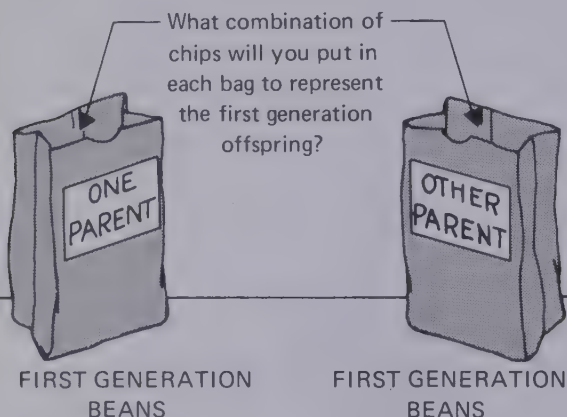 What combination of
chips will you put in
each bag to represent
the first generation
offspring?
ONE
PARENT
OTHER
PARENT
FIRST GENERATION
BEANS
FIRST GENERATION
BEANS